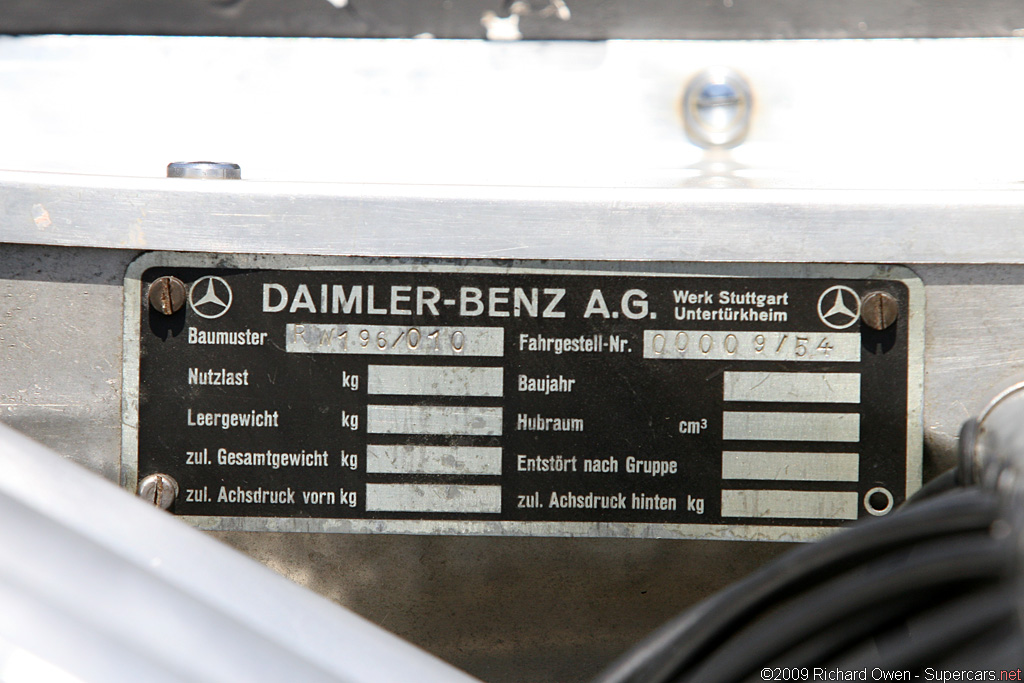 DAIMLER-BENZ A.G. Werk Stuttgart
Untertürkheim
Baumuster RW196/010 Fahrgestell-Nr. 00009/54
Nutzlast kg Baujahr
Leergewicht kg Hubraum cm³
zul. Gesamtgewicht kg Entstört nach Gruppe
zul. Achsdruck vorn kg zul. Achsdruck hinten kg
©2009 Richard Owen - Supercars.net